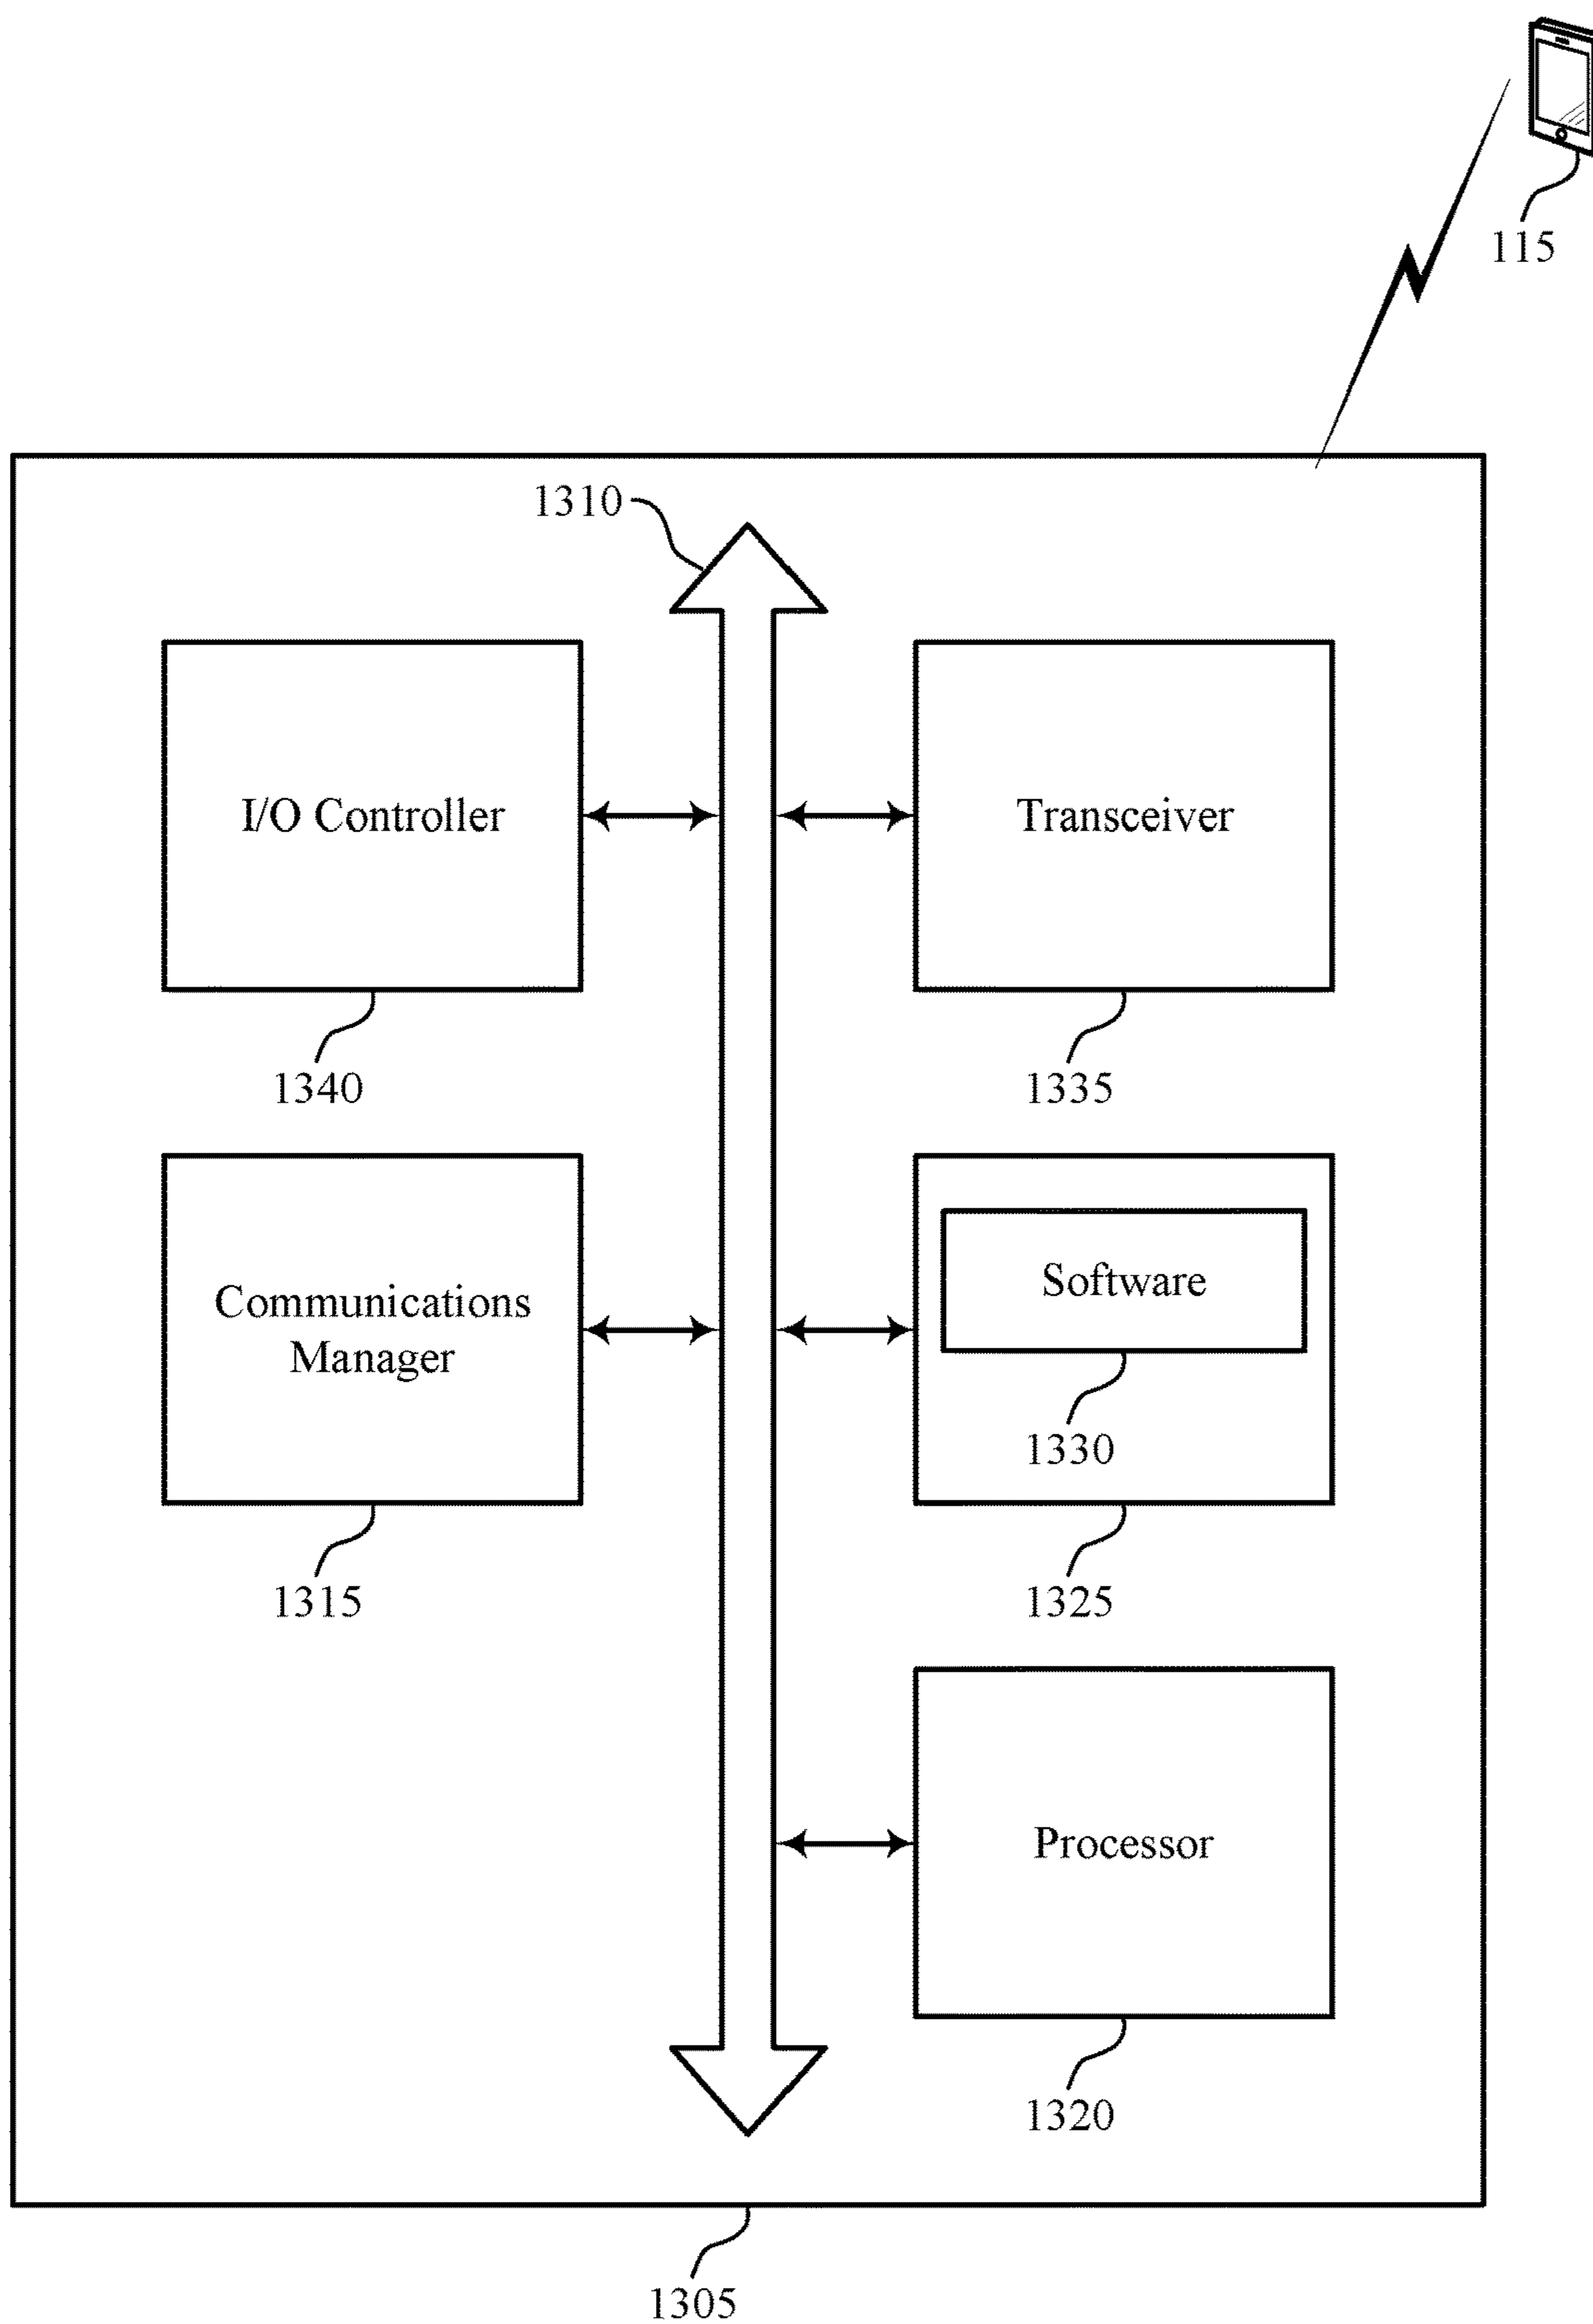 115
1310
I/O Controller
Transceiver
1340
1335
Communications
Manager
Software
1330
1315
1325
Processor
1320
1305